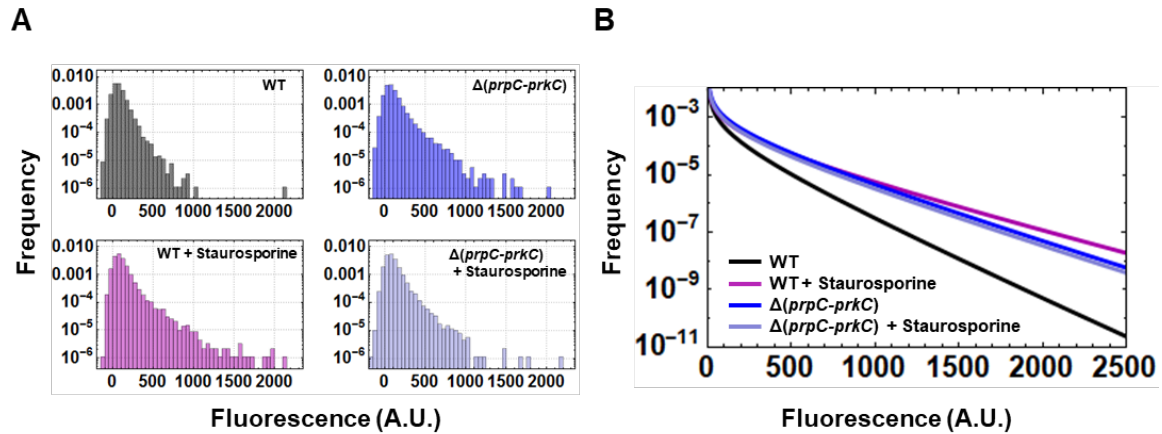 A
B
Frequency
0.010
0.001
10⁻⁴
10⁻⁵
10⁻⁶
WT
0 500 1000 1500 2000
0.010
0.001
10⁻⁴
10⁻⁵
10⁻⁶
Δ(prpC-prkC)
0 500 1000 1500 2000
0.010
0.001
10⁻⁴
10⁻⁵
10⁻⁶
WT + Staurosporine
0 500 1000 1500 2000
0.010
0.001
10⁻⁴
10⁻⁵
10⁻⁶
Δ(prpC-prkC)
+ Staurosporine
0 500 1000 1500 2000
Fluorescence (A.U.)
Frequency
10⁻³
10⁻⁵
10⁻⁷
10⁻⁹
10⁻¹¹
WT
WT + Staurosporine
Δ(prpC-prkC)
Δ(prpC-prkC) + Staurosporine
0 500 1000 1500 2000 2500
Fluorescence (A.U.)